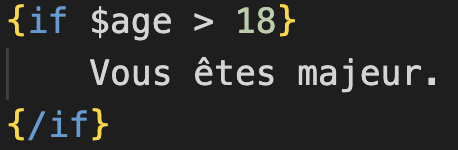 {if $age > 18}
    Vous êtes majeur.
{/if}